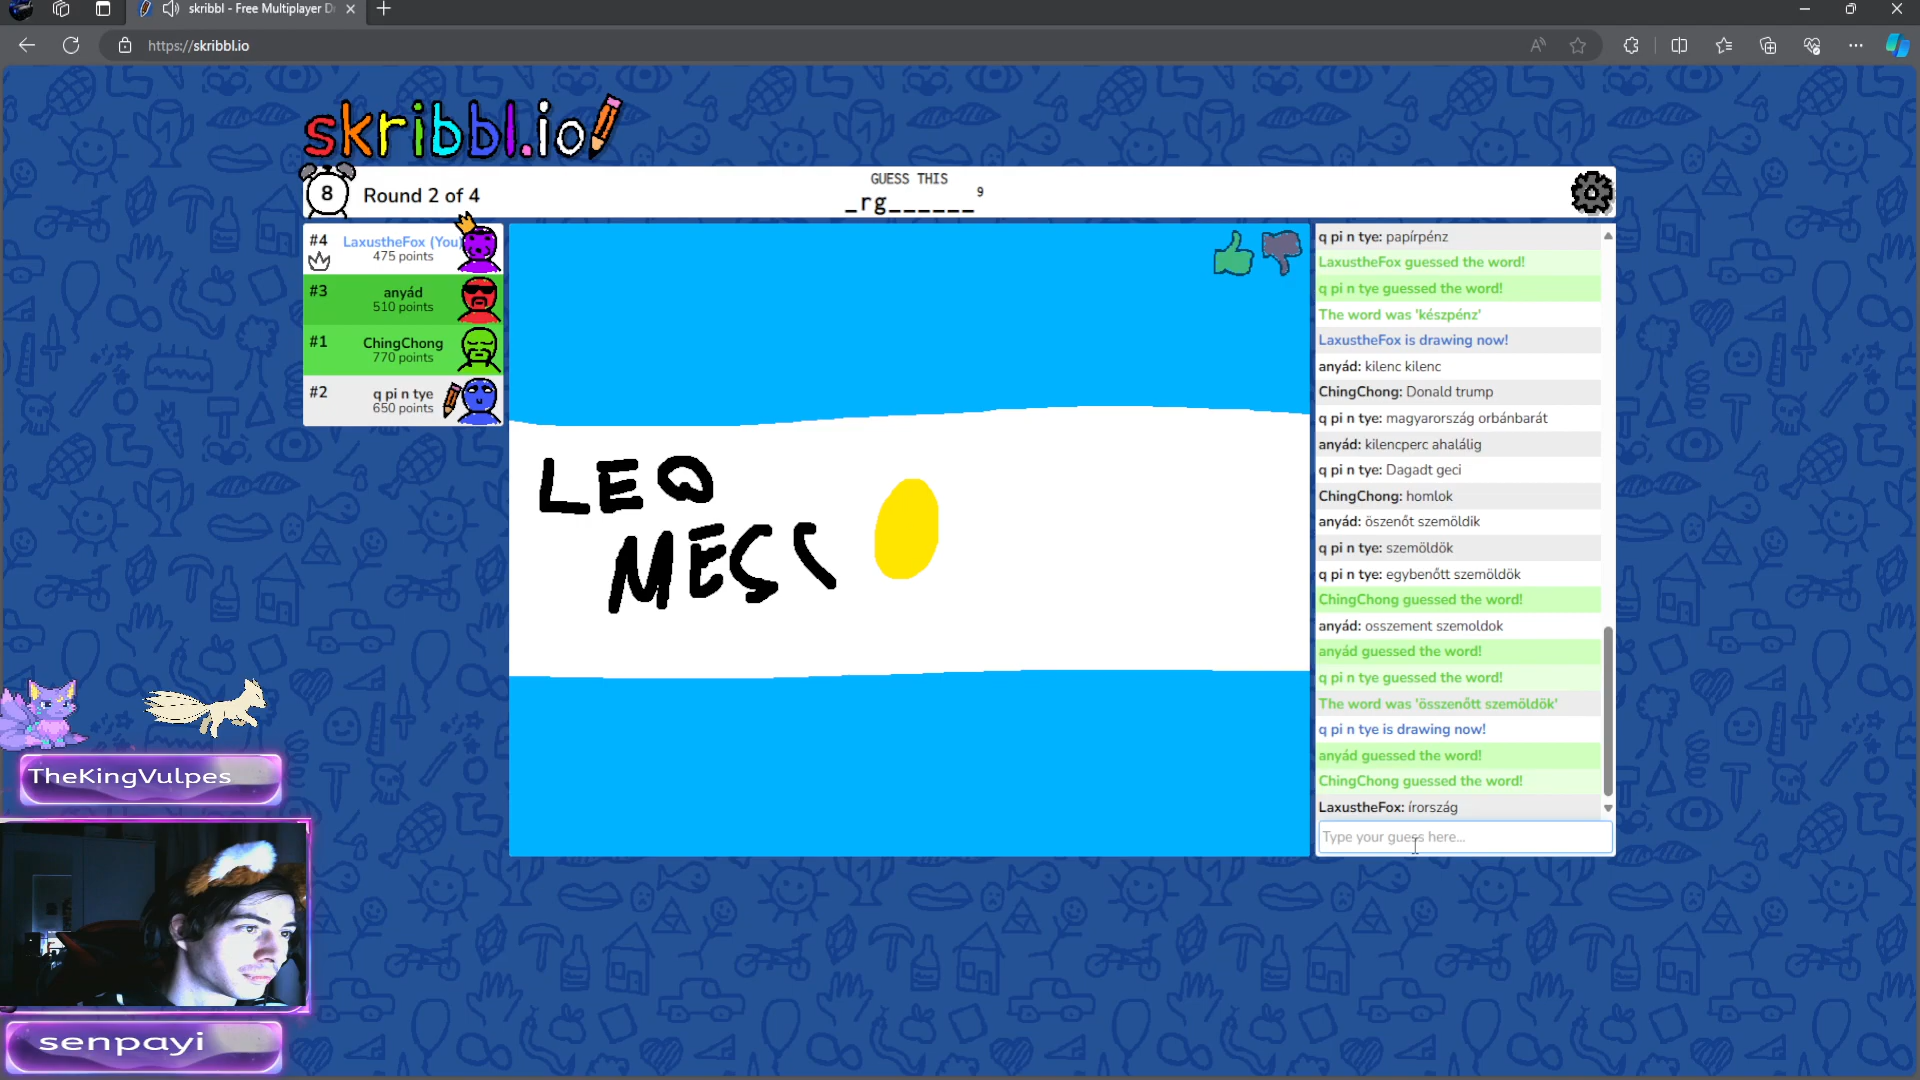 skribbl - Free Multiplayer D
https://skribbl.io
skribbl.io
8
Round 2 of 4
GUESS THIS
_rg______ 9
#4 LaxustheFox (You)
475 points
#3 anyád
510 points
#1 ChingChong
770 points
#2 q pi n tye
650 points
LEO
MESS
q pi n tye: papírpénz
LaxustheFox guessed the word!
q pi n tye guessed the word!
The word was 'készpénz'
LaxustheFox is drawing now!
anyád: kilenc kilenc
ChingChong: Donald trump
q pi n tye: magyarország orbánbarát
anyád: kilencperc ahalálig
q pi n tye: Dagadt geci
ChingChong: homlok
anyád: öszenőt szemöldik
q pi n tye: szemöldök
q pi n tye: egybenőtt szemöldök
ChingChong guessed the word!
anyád: osszement szemoldok
anyád guessed the word!
q pi n tye guessed the word!
The word was 'összenőtt szemöldök'
q pi n tye is drawing now!
anyád guessed the word!
ChingChong guessed the word!
LaxustheFox: írország
Type your guess here...
TheKingVulpes
senpayi